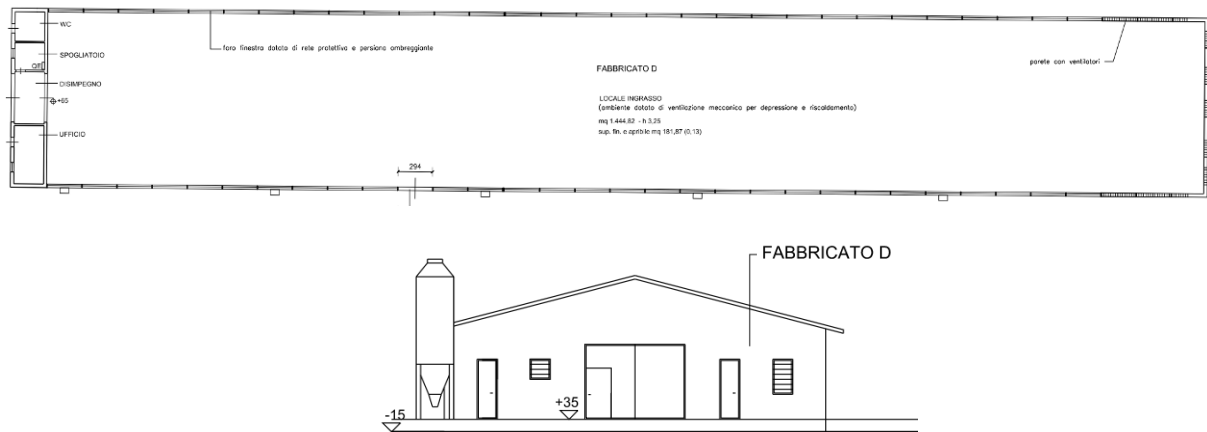 WC
foro finestra dotato di rete protettiva e persiana ombreggiante
SPOGLIATOIO
QE
DISIMPEGNO
+65
UFFICIO
FABBRICATO D
parete con ventilatori
LOCALE INGRASSO
(ambiente dotato di ventilazione meccanica per depressione e riscaldamento)
mq 1.444,82 - h 3,25
sup. fin. e apribile mq 181,87 (0,13)
294
FABBRICATO D
+35
-15